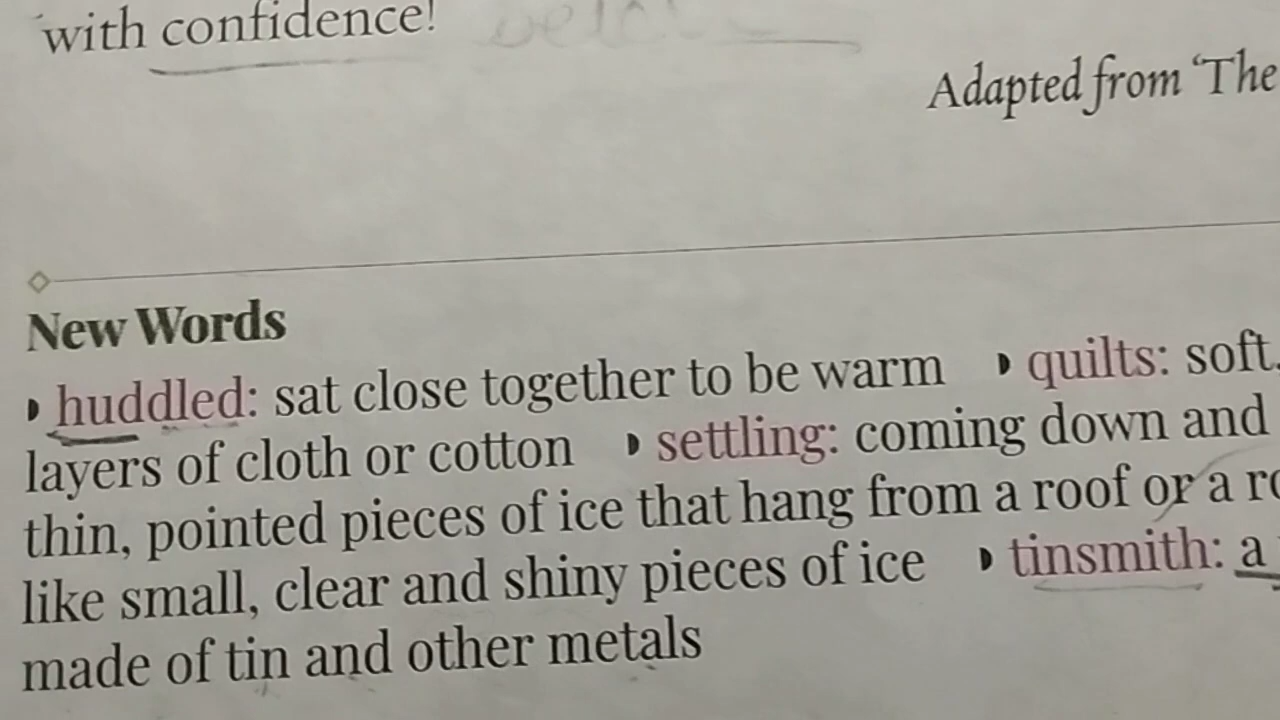 with confidence!
Adapted from ‘The
New Words
huddled: sat close together to be warm quilts: soft,
layers of cloth or cotton settling: coming down and
thin, pointed pieces of ice that hang from a roof or a
like small, clear and shiny pieces of ice tinsmith: a
made of tin and other metals